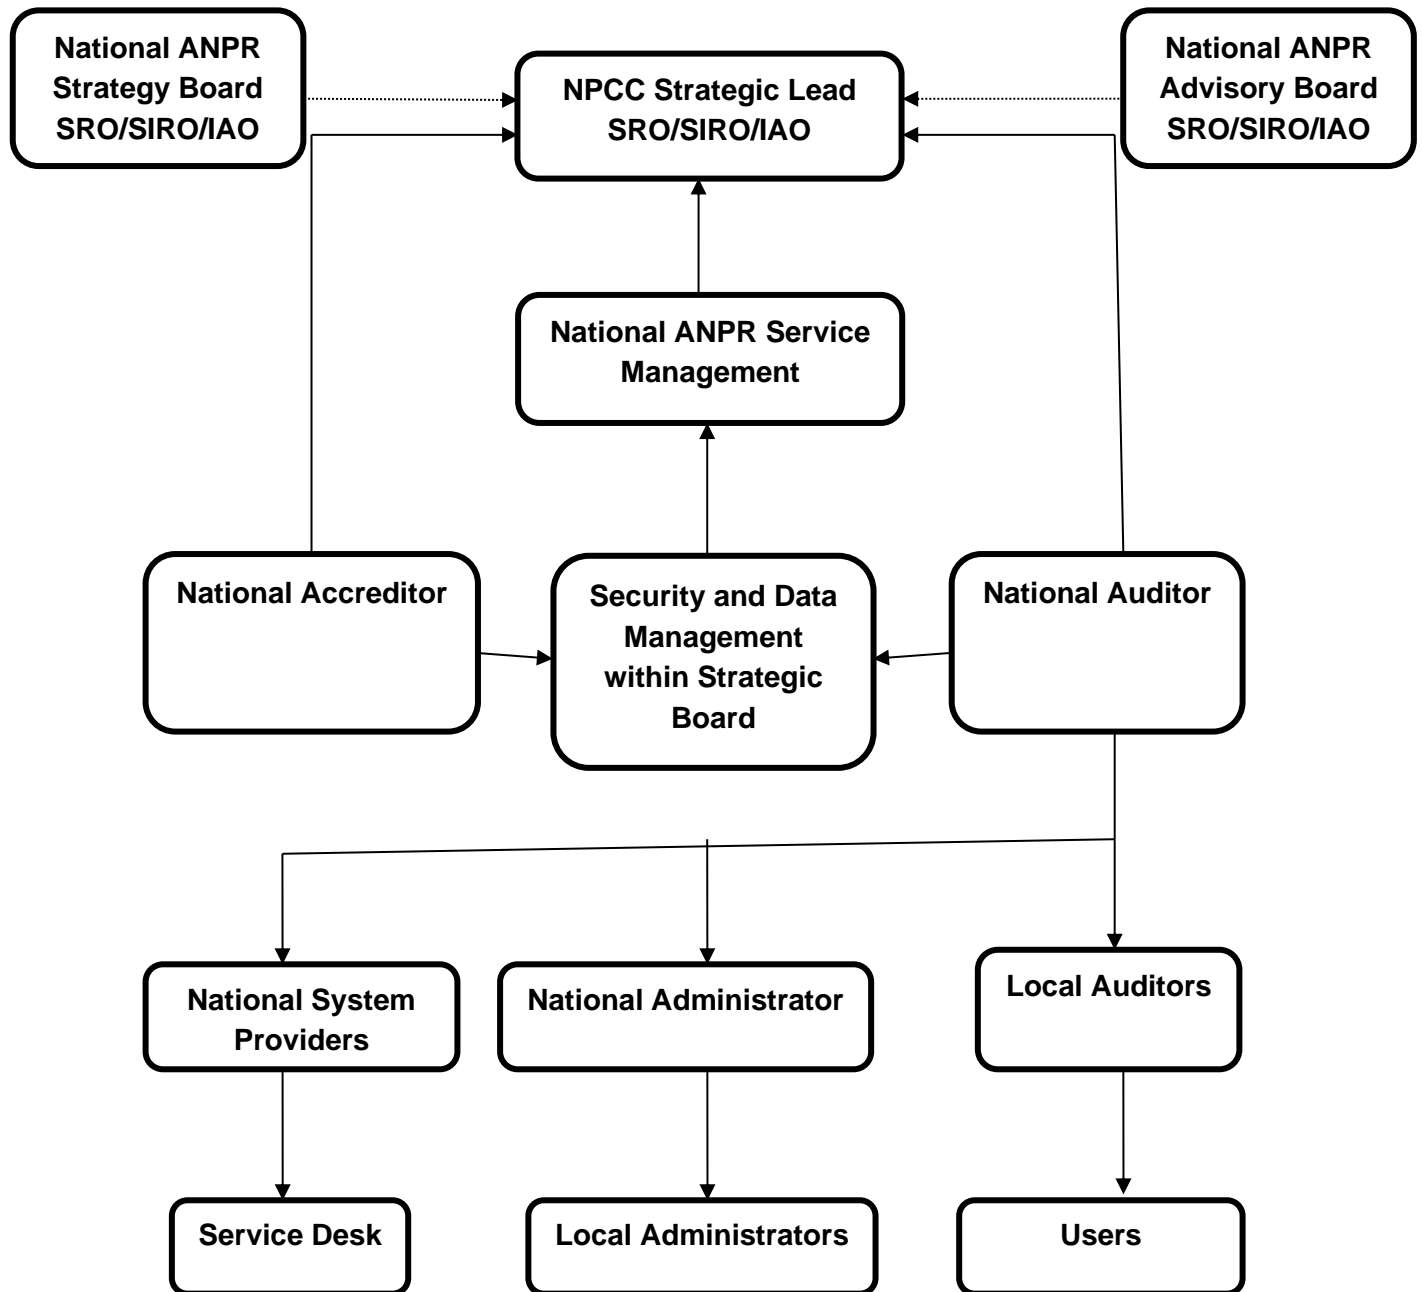 National ANPR
Strategy Board
SRO/SIRO/IAO
NPCC Strategic Lead
SRO/SIRO/IAO
National ANPR
Advisory Board
SRO/SIRO/IAO
National ANPR Service
Management
National Accreditor
Security and Data
Management
within Strategic
Board
National Auditor
National System
Providers
National Administrator
Local Auditors
Service Desk
Local Administrators
Users